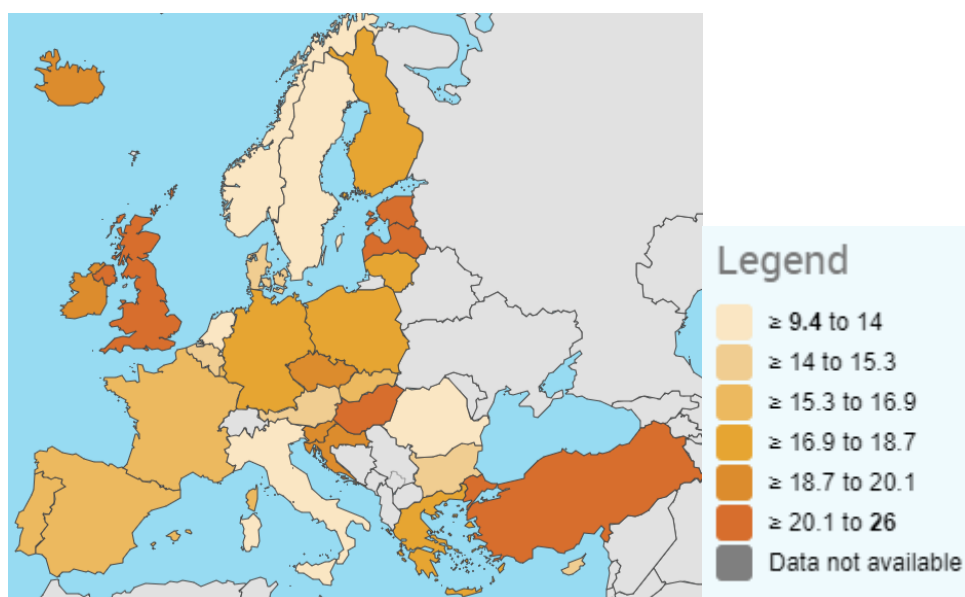 Legend
≥ 9.4 to 14
≥ 14 to 15.3
≥ 15.3 to 16.9
≥ 16.9 to 18.7
≥ 18.7 to 20.1
≥ 20.1 to 26
Data not available